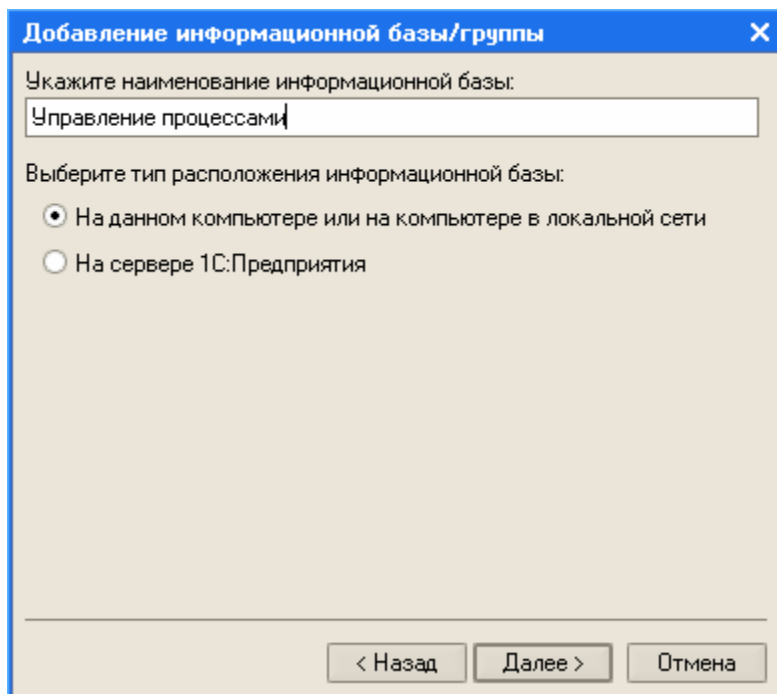 Добавление информационной базы/группы
Укажите наименование информационной базы:
Управление процессами
Выберите тип расположения информационной базы:
На данном компьютере или на компьютере в локальной сети
На сервере 1С:Предприятия
< Назад
Далее >
Отмена